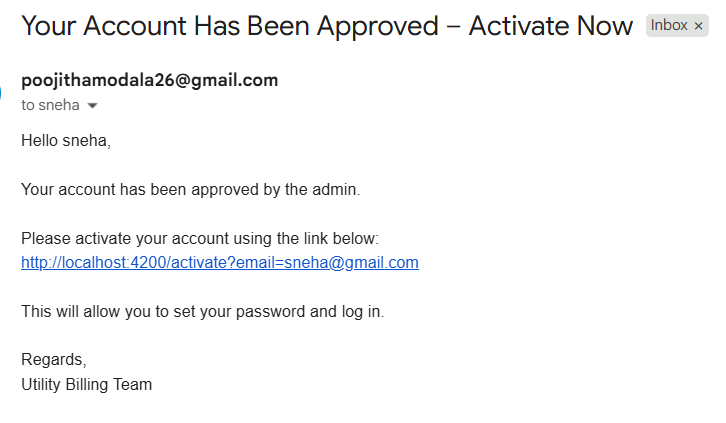 Your Account Has Been Approved – Activate Now Inbox ×
poojithamodala26@gmail.com
to sneha
Hello sneha,
Your account has been approved by the admin.
Please activate your account using the link below:
http://localhost:4200/activate?email=sneha@gmail.com
This will allow you to set your password and log in.
Regards,
Utility Billing Team